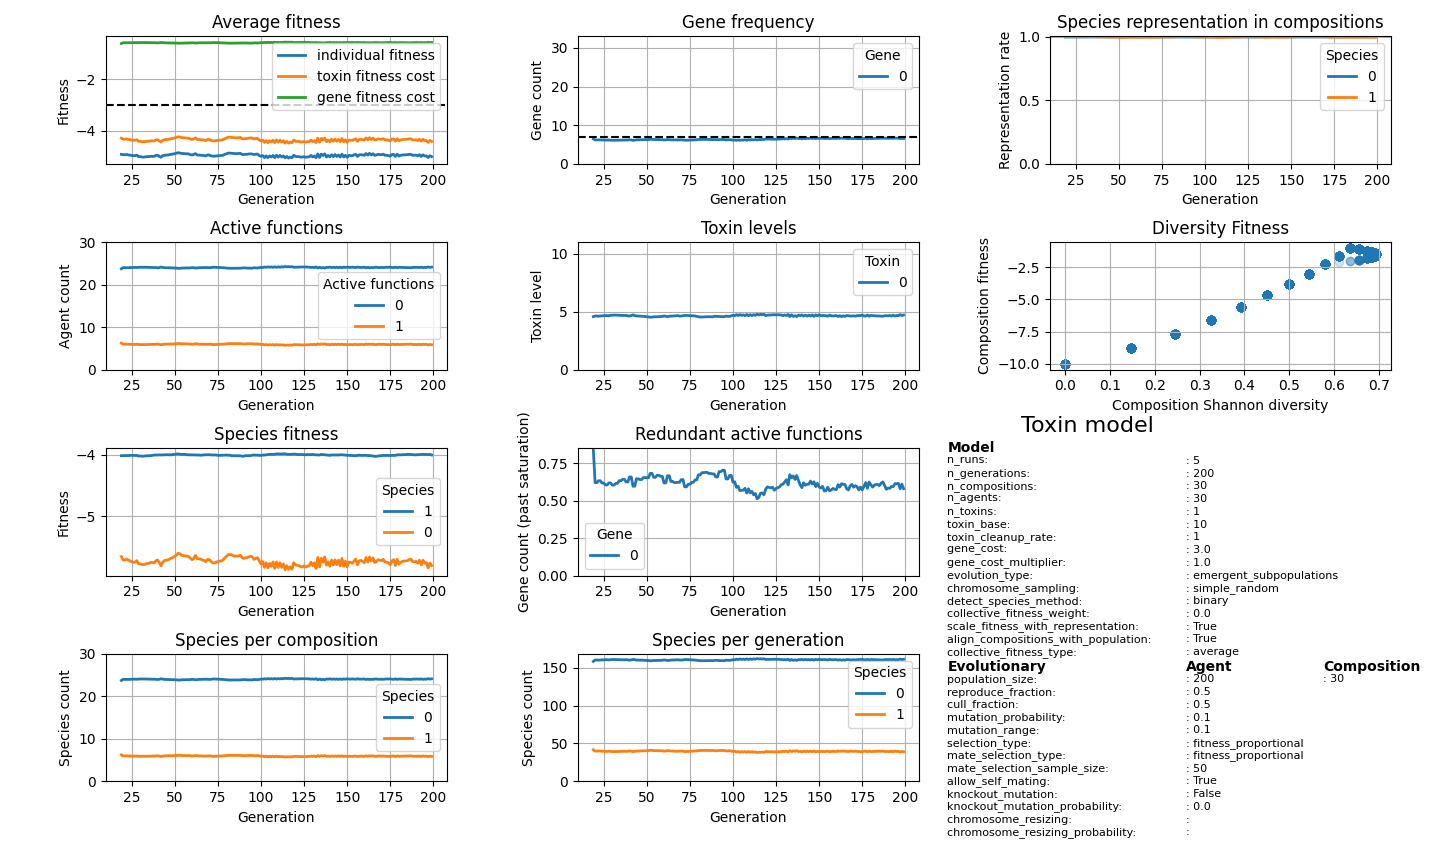 Average fitness
Fitness
−2
−4
individual fitness
toxin fitness cost
gene fitness cost
25 50 75 100 125 150 175 200
Generation
Gene frequency
Gene count
30
20
10
0
Gene
0
25 50 75 100 125 150 175 200
Generation
Species representation in compositions
Representation rate
1.0
0.5
0.0
Species
0
1
25 50 75 100 125 150 175 200
Generation
Active functions
Agent count
30
20
10
0
Active functions
0
1
25 50 75 100 125 150 175 200
Generation
Toxin levels
Toxin level
10
5
0
Toxin
0
25 50 75 100 125 150 175 200
Generation
Diversity Fitness
Composition fitness
−2.5
−5.0
−7.5
−10.0
0.0 0.1 0.2 0.3 0.4 0.5 0.6 0.7
Composition Shannon diversity
Species fitness
Fitness
−4
−5
Species
1
0
25 50 75 100 125 150 175 200
Generation
Redundant active functions
Gene count (past saturation)
0.75
0.50
0.25
0.00
Gene
0
25 50 75 100 125 150 175 200
Generation
Species per composition
Species count
30
20
10
0
Species
0
1
25 50 75 100 125 150 175 200
Generation
Species per generation
Species count
150
100
50
0
Species
0
1
25 50 75 100 125 150 175 200
Generation
Toxin model
Model
n_runs: : 5
n_generations: : 200
n_compositions: : 30
n_agents: : 30
n_toxins: : 1
toxin_base: : 10
toxin_cleanup_rate: : 1
gene_cost: : 3.0
gene_cost_multiplier: : 1.0
evolution_type: : emergent_subpopulations
chromosome_sampling: : simple_random
detect_species_method: : binary
collective_fitness_weight: : 0.0
scale_fitness_with_representation: : True
align_compositions_with_population: : True
collective_fitness_type: : average
Evolutionary Agent Composition
population_size: : 200 : 30
reproduce_fraction: : 0.5
cull_fraction: : 0.5
mutation_probability: : 0.1
mutation_range: : 0.1
selection_type: : fitness_proportional
mate_selection_type: : fitness_proportional
mate_selection_sample_size: : 50
allow_self_mating: : True
knockout_mutation: : False
knockout_mutation_probability: : 0.0
chromosome_resizing: :
chromosome_resizing_probability: :